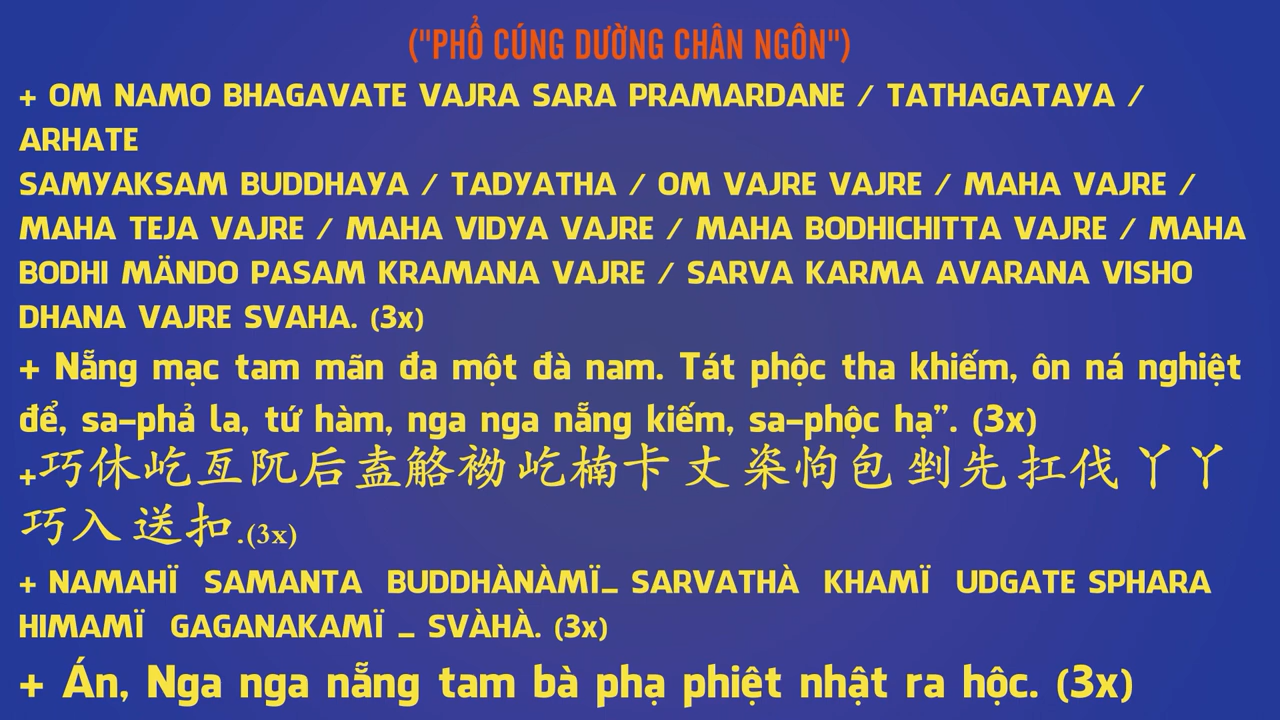 ("PHỔ CÚNG DƯỜNG CHÂN NGÔN")
+ OM NAMO BHAGAVATE VAJRA SARA PRAMARDANE / TATHAGATAYA /
ARHATE
SAMYAKSAM BUDDHAYA / TADYATHA / OM VAJRE VAJRE / MAHA VAJRE /
MAHA TEJA VAJRE / MAHA VIDYA VAJRE / MAHA BODHICHITTA VAJRE / MAHA
BODHI MÄNDO PASAM KRAMANA VAJRE / SARVA KARMA AVARANA VISHO
DHANA VAJRE SVAHA. (3x)
+ Nẵng mạc tam mãn đa một đà nam. Tát phộc tha khiếm, ôn ná nghiệt
để, sa-phả la, tứ hàm, nga nga nẵng kiếm, sa-phộc hạ”. (3x)
+巧休屹亙阢后盍觡袎屹楠卡丈粢怐包剉先扛伐丫丫
巧入送扣.(3x)
+ NAMAHÏ SAMANTA BUDDHÀNÀMÏ_ SARVATHÀ KHAMÏ UDGATE SPHARA
HIMAMÏ GAGANAKAMÏ _ SVÀHÀ. (3x)
+ Án, Nga nga nẵng tam bà phạ phiệt nhật ra hộc. (3x)